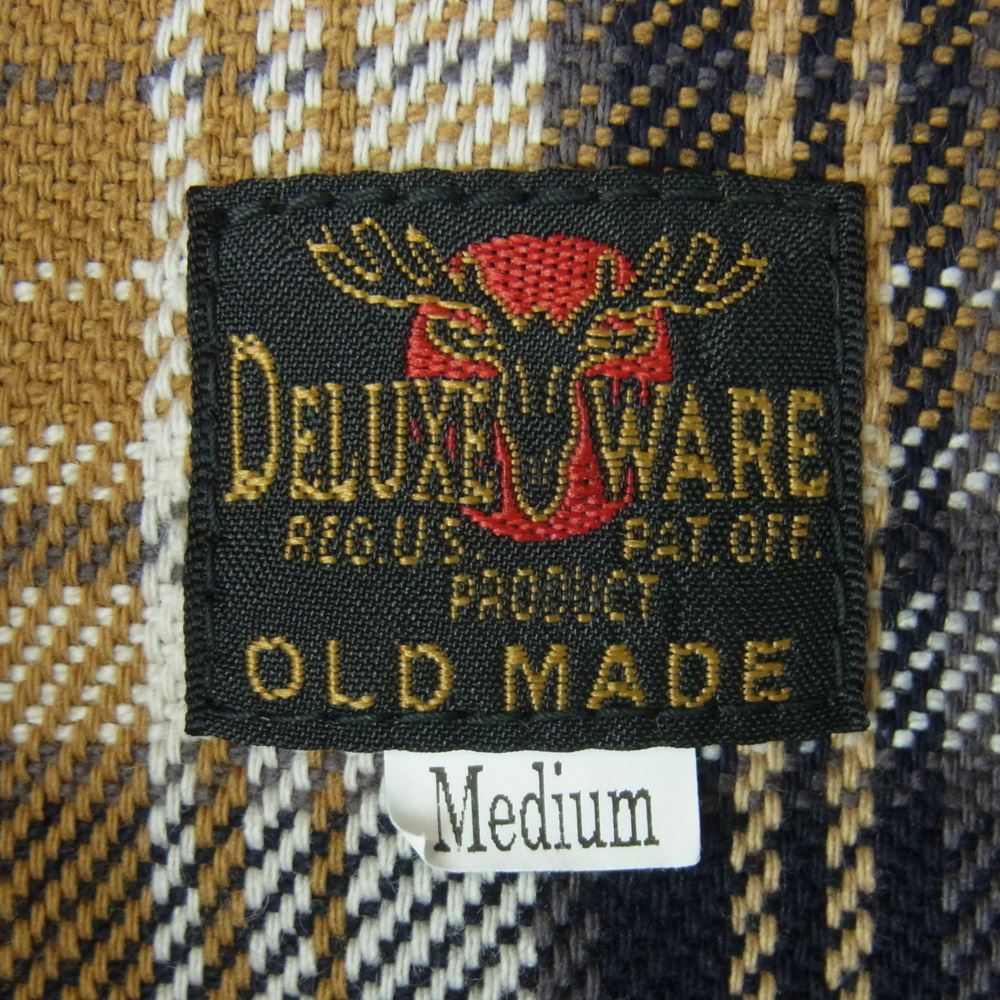 DELUXE WARE
REG.U.S. PAT.OFF.
PRODUCT
OLD MADE
Medium